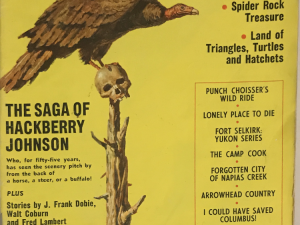 • Spider Rock
Treasure
• Land of
Triangles, Turtles
and Hatchets
THE SAGA OF
HACKBERRY
JOHNSON
Who, for fifty-five years,
has seen the scenery pitch by
from the back of
a horse, a steer, or a buffalo!
PLUS
Stories by J. Frank Dobie,
Walt Coburn
and Fred Lambert
PUNCH CHOISSER'S
WILD RIDE
LONELY PLACE TO DIE
FORT SELKIRK:
YUKON SERIES
THE CAMP COOK
FORGOTTEN CITY
OF NAPIAS CREEK
ARROWHEAD COUNTRY
I COULD HAVE SAVED
COLUMBUS!